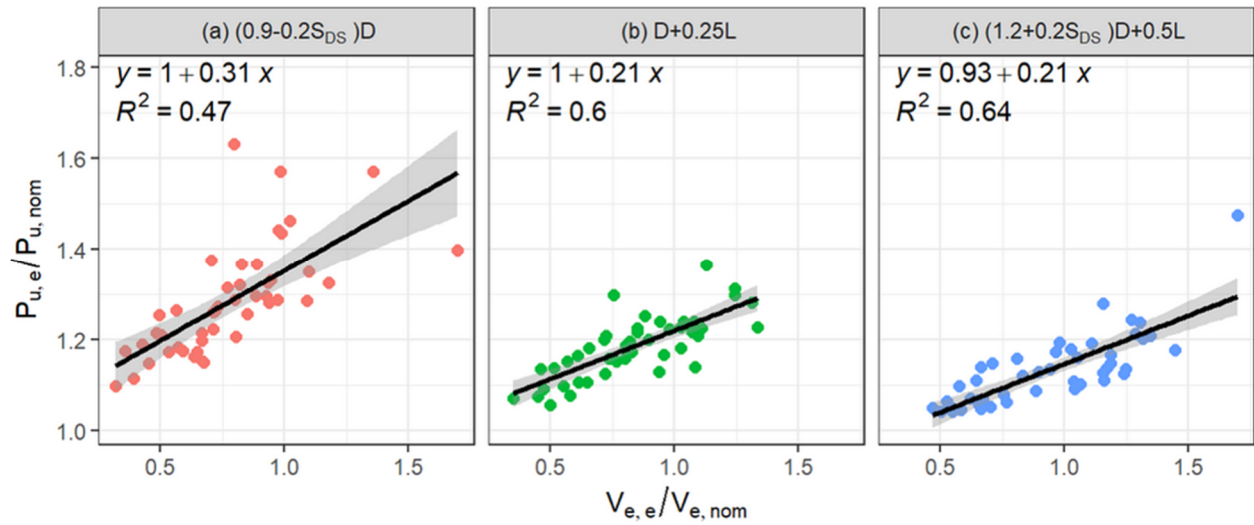 (a) (0.9-0.2S_DS )D
(b) D+0.25L
(c) (1.2+0.2S_DS )D+0.5L
y = 1 + 0.31 x
R² = 0.47
y = 1 + 0.21 x
R² = 0.6
y = 0.93 + 0.21 x
R² = 0.64
1.8
1.6
1.4
1.2
1.0
P_u, e / P_u, nom
0.5 1.0 1.5
0.5 1.0 1.5
0.5 1.0 1.5
V_e, e / V_e, nom